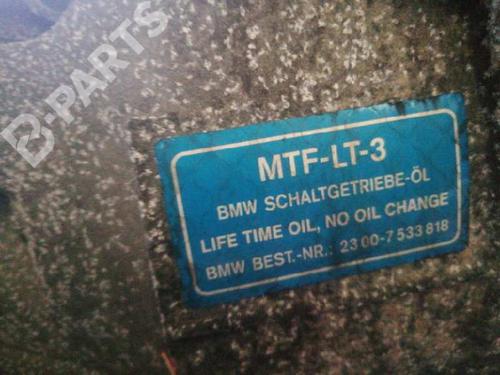 B-PARTS
MTF-LT-3
BMW SCHALTGETRIEBE-ÖL
LIFE TIME OIL, NO OIL CHANGE
BMW BEST.-NR.: 23 00-7 533 818